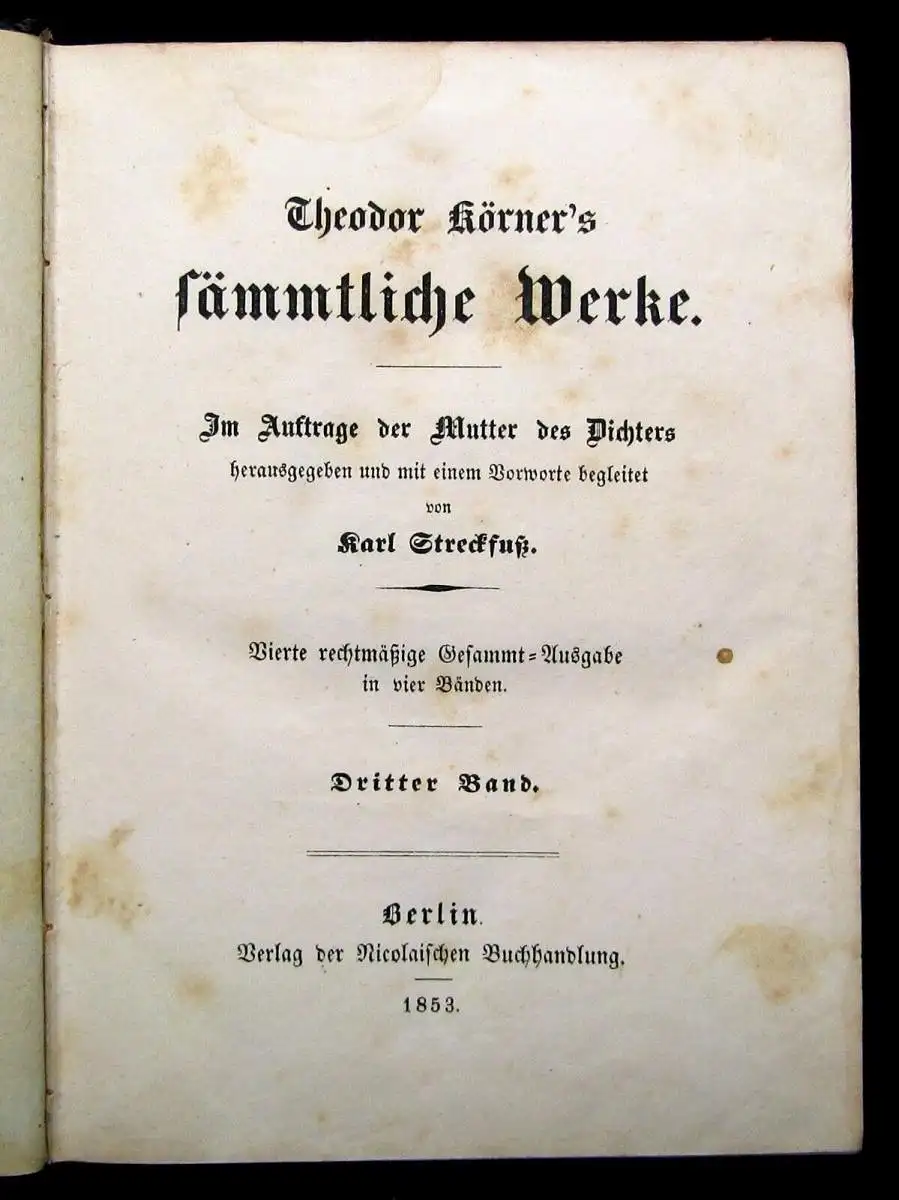 Theodor Körner's
sämmtliche Werke.
Im Auftrage der Mutter des Dichters
herausgegeben und mit einem Vorworte begleitet
von
Karl Streckfuß.
Vierte rechtmäßige Gesammt-Ausgabe
in vier Bänden.
Dritter Band.
Berlin.
Verlag der Nicolaischen Buchhandlung.
1853.